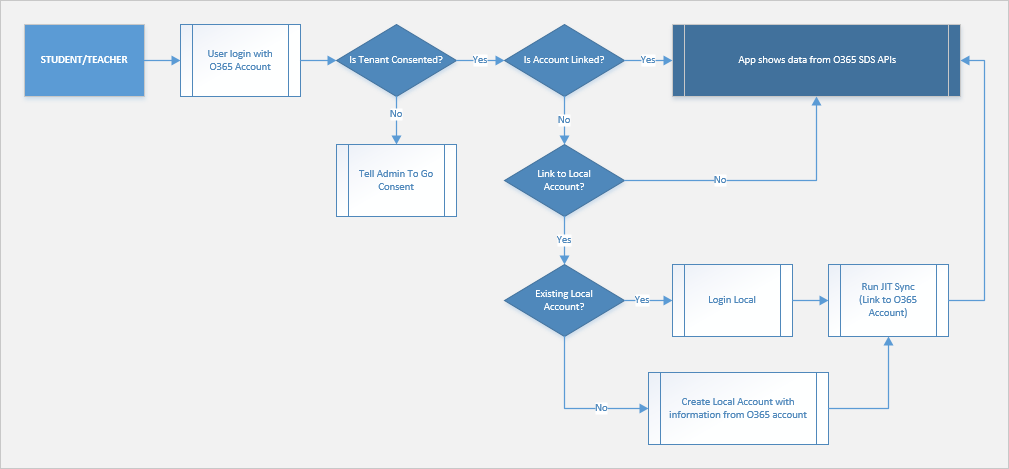 STUDENT/TEACHER
User login with
O365 Account
Is Tenant Consented?
Yes
Is Account Linked?
Yes
App shows data from O365 SDS APIs
No
No
Tell Admin To Go
Consent
Link to Local
Account?
No
Yes
Existing Local
Account?
Yes
Login Local
Run JIT Sync
(Link to O365
Account)
No
Create Local Account with
information from O365 account